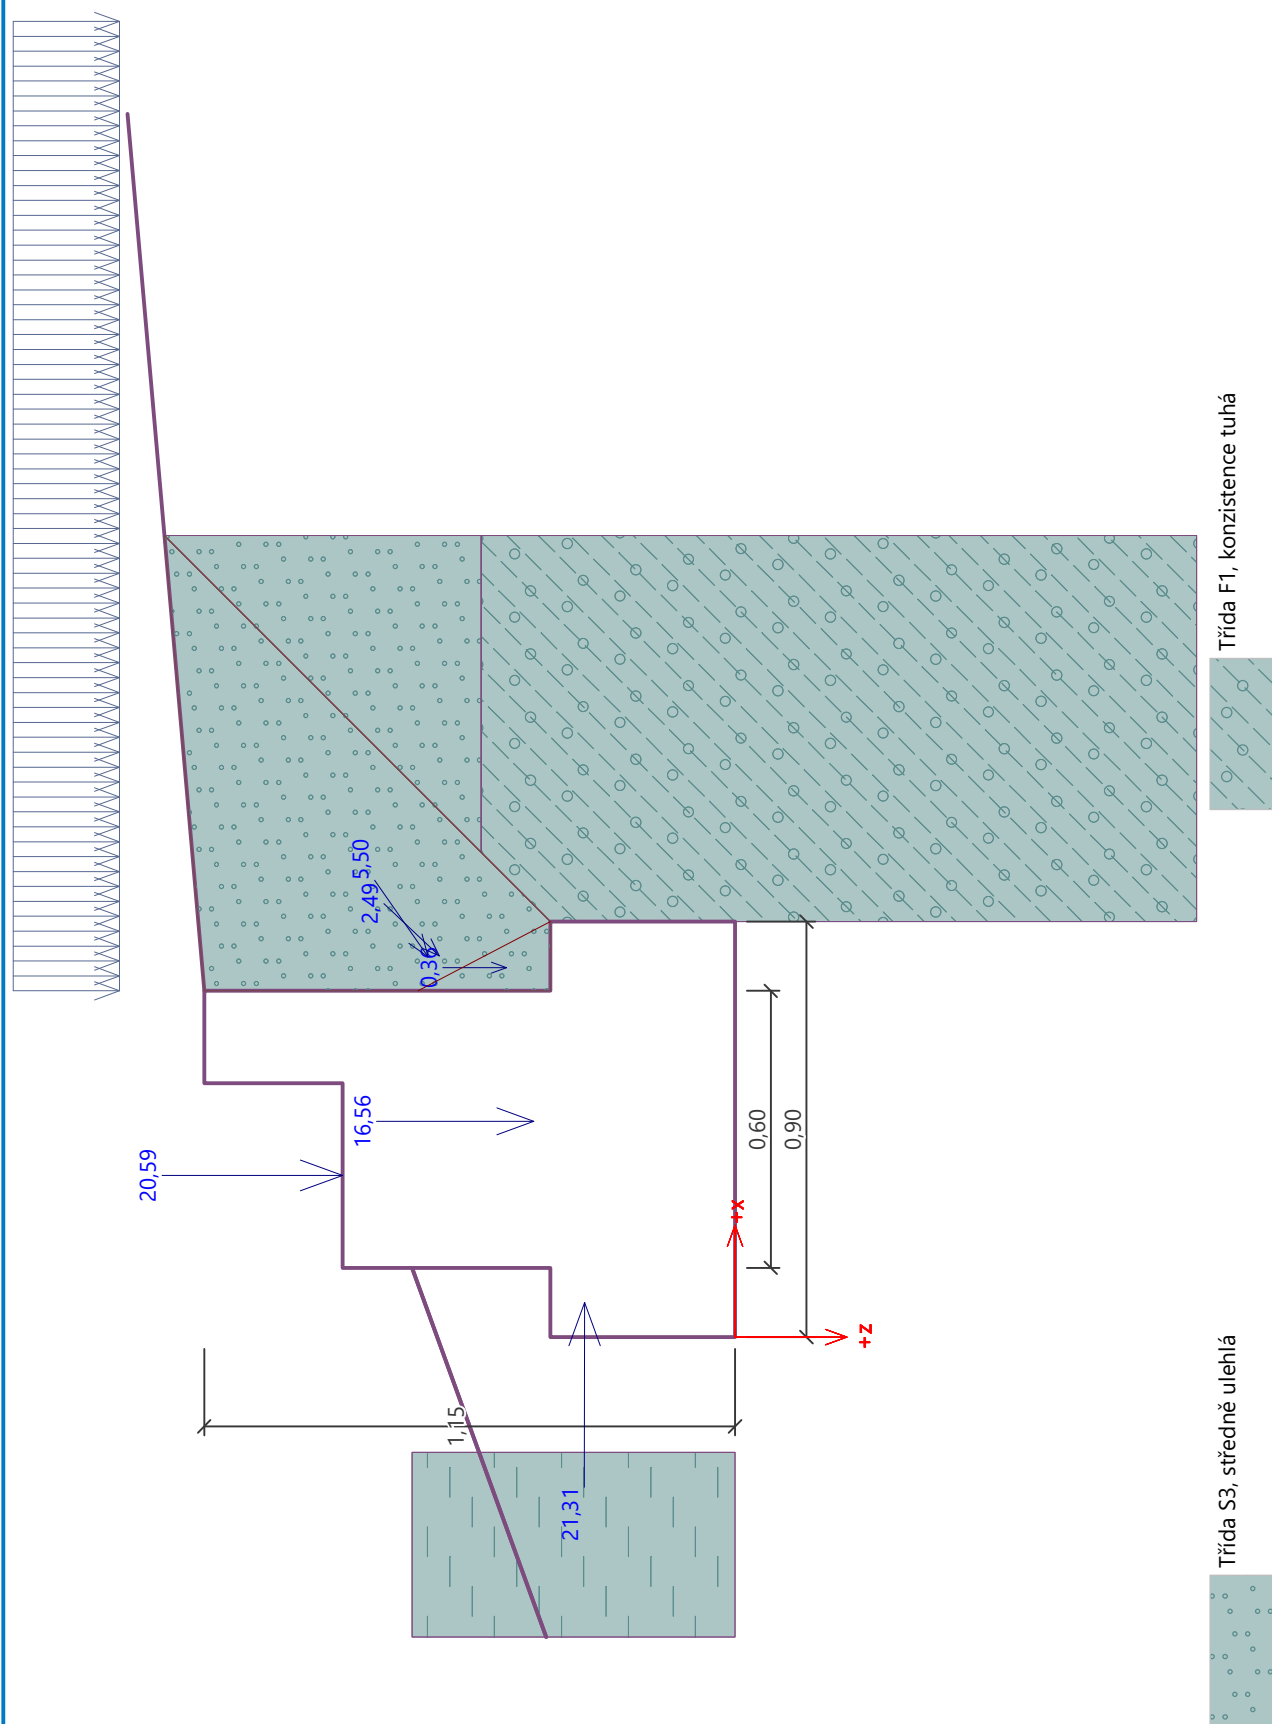 20,59
16,56
5,50
2,49
0,36
21,31
1,15
0,60
0,90
+x
+z
Třída S3, středně ulehlá
Třída F1, konzistence tuhá